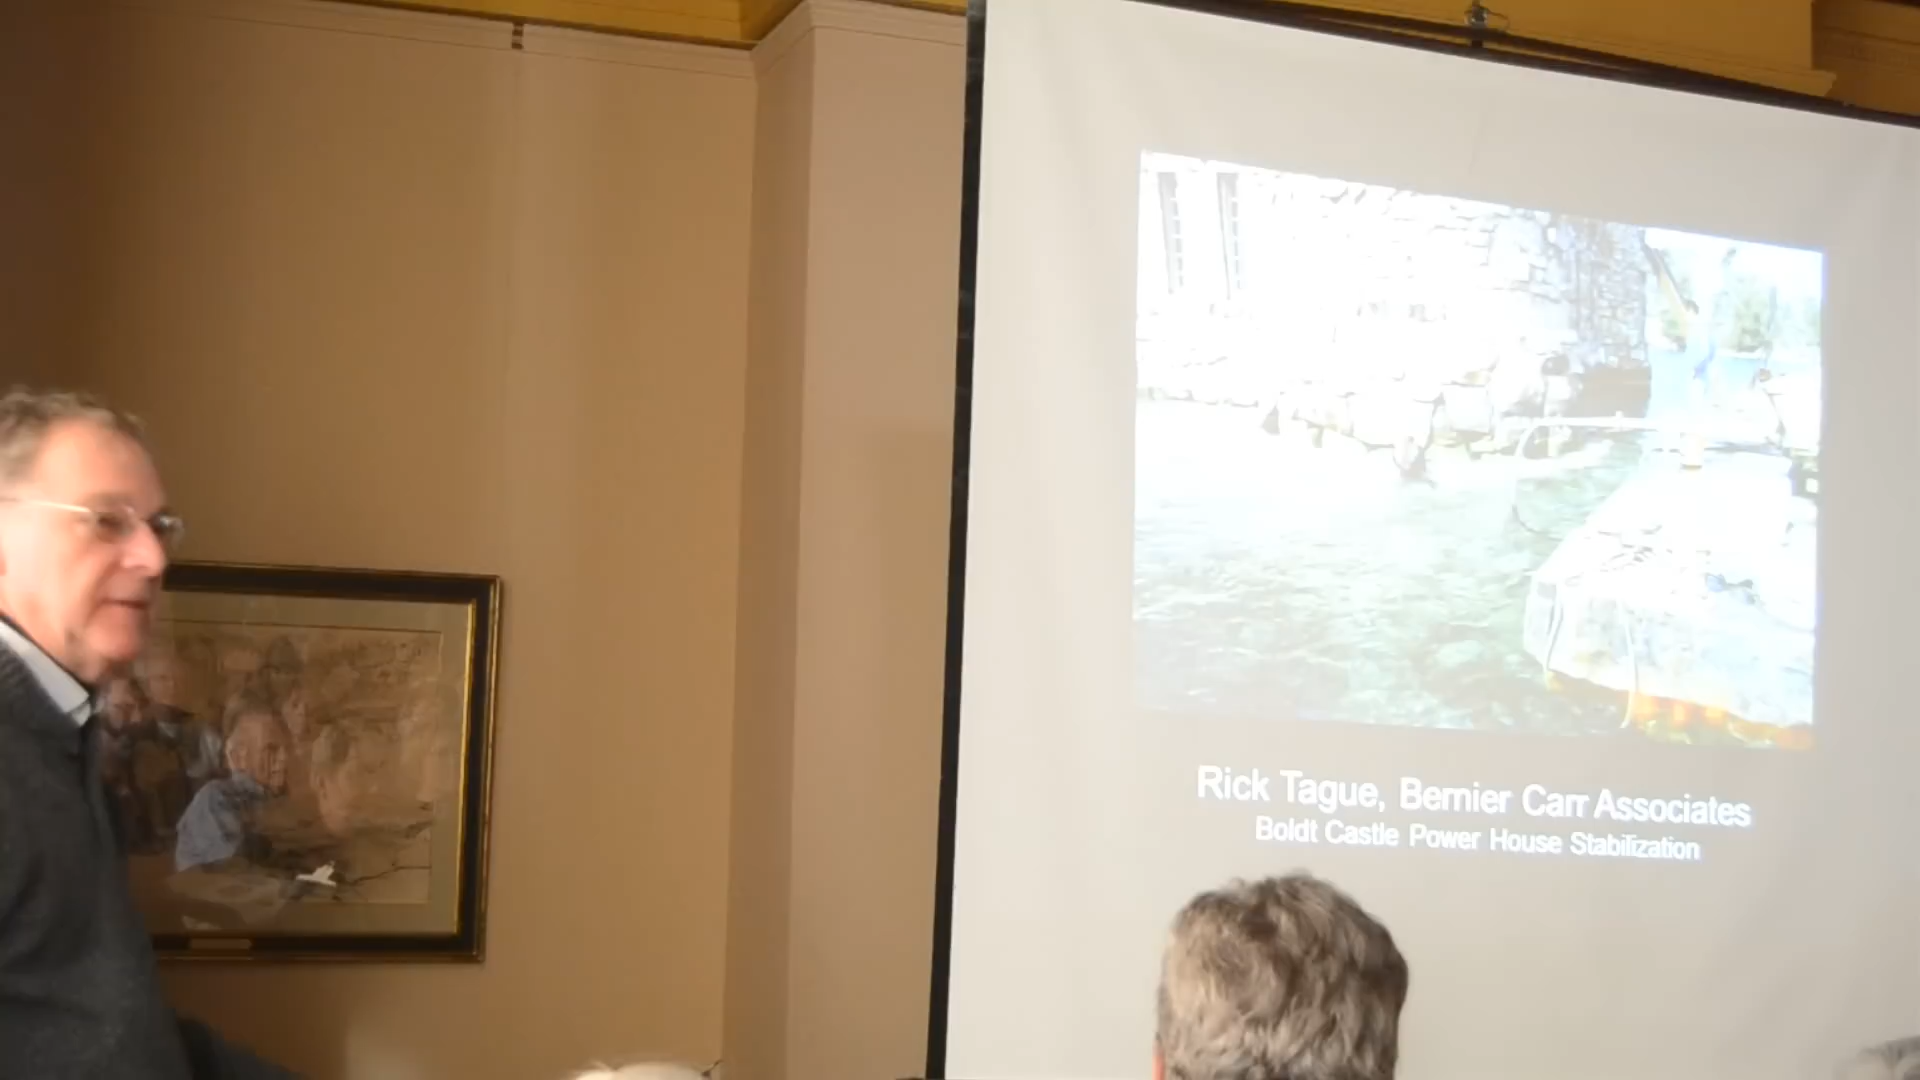 Rick Tague, Bernier Carr Associates
Boldt Castle Power House Stabilization